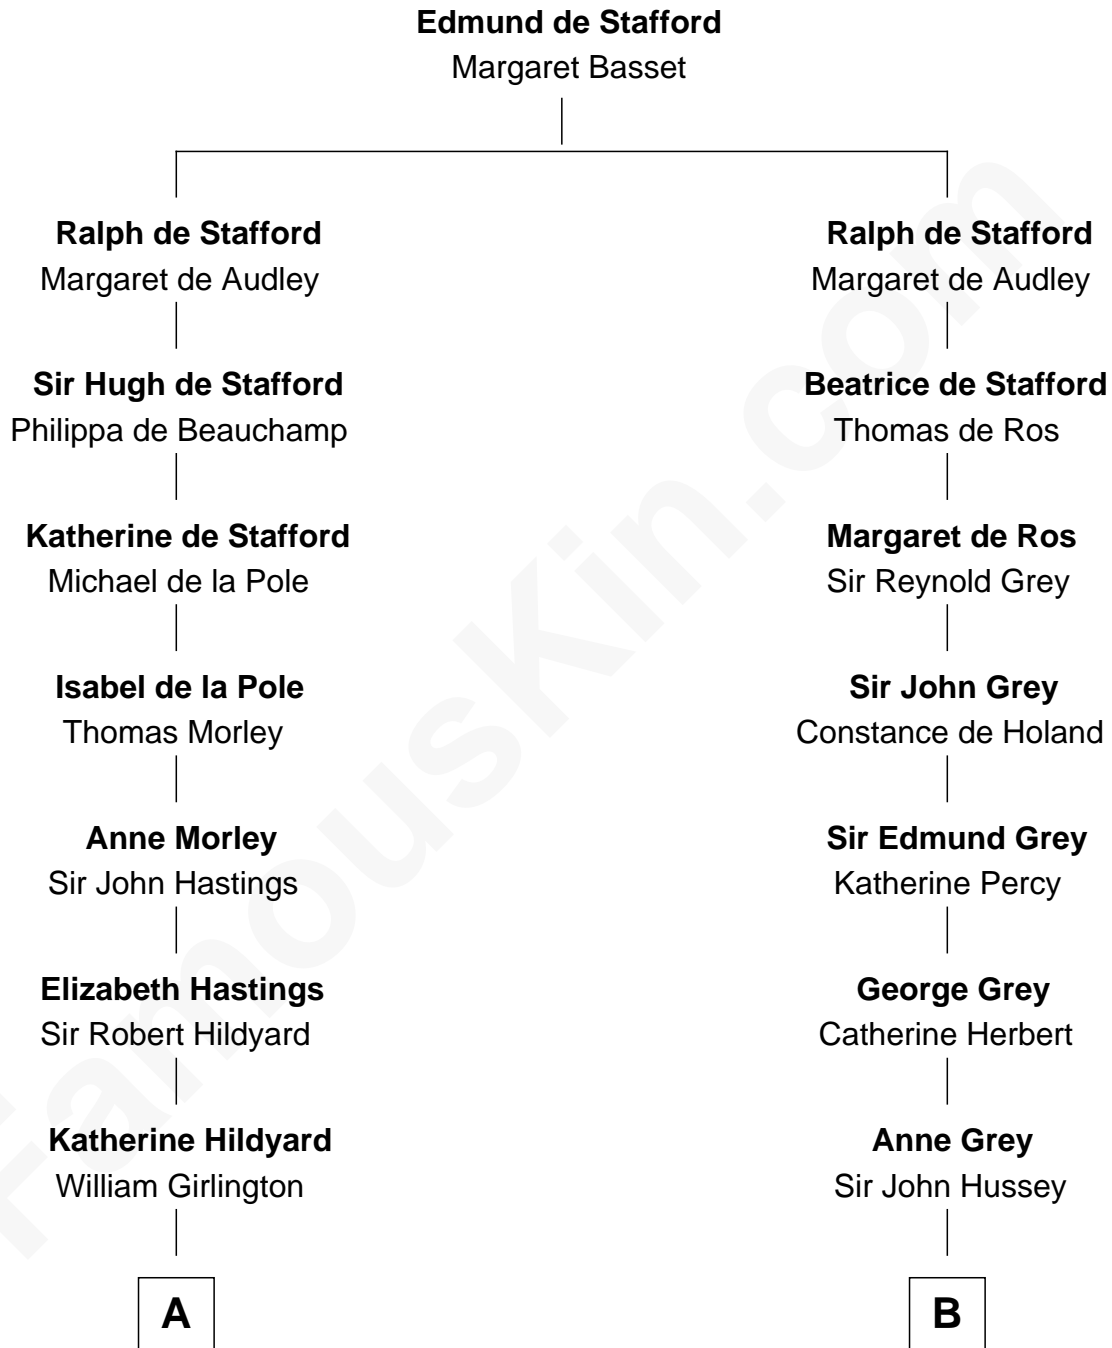 Edmund de Stafford
Margaret Basset
Ralph de Stafford
Margaret de Audley
Ralph de Stafford
Margaret de Audley
Sir Hugh de Stafford
Philippa de Beauchamp
Beatrice de Stafford
Thomas de Ros
Katherine de Stafford
Michael de la Pole
Margaret de Ros
Sir Reynold Grey
Isabel de la Pole
Thomas Morley
Sir John Grey
Constance de Holand
Anne Morley
Sir John Hastings
Sir Edmund Grey
Katherine Percy
Elizabeth Hastings
Sir Robert Hildyard
George Grey
Catherine Herbert
Katherine Hildyard
William Girlington
Anne Grey
Sir John Hussey
A
B
FamousKin.com